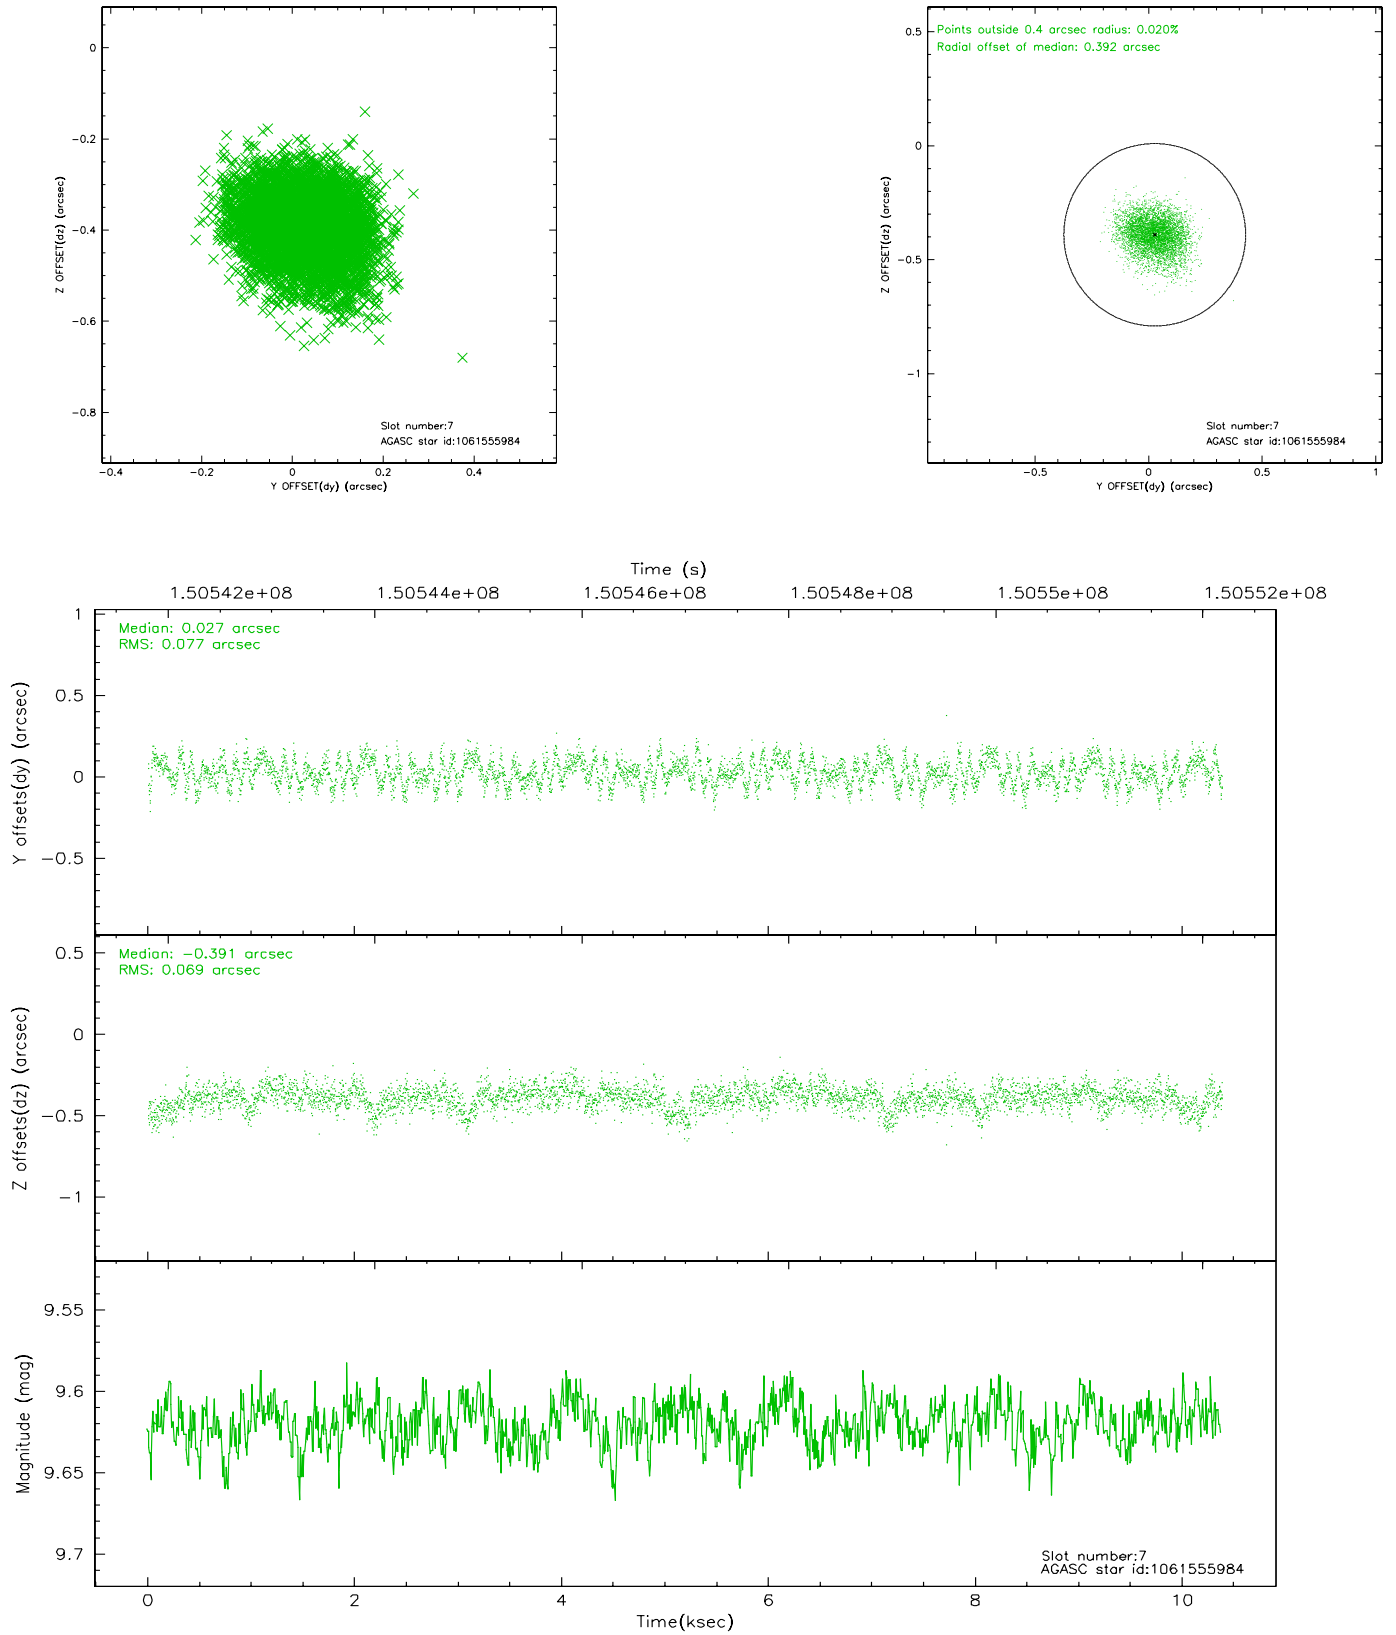 0
−0.2
−0.4
−0.6
−0.8
Z OFFSET(dz) (arcsec)
Slot number:7
AGASC star id:1061555984
−0.4 −0.2 0 0.2 0.4
Y OFFSET(dy) (arcsec)
Points outside 0.4 arcsec radius: 0.020%
Radial offset of median: 0.392 arcsec
0.5
0
−0.5
−1
Z OFFSET(dz) (arcsec)
Slot number:7
AGASC star id:1061555984
−0.5 0 0.5 1
Y OFFSET(dy) (arcsec)
Time (s)
1.50542e+08 1.50544e+08 1.50546e+08 1.50548e+08 1.5055e+08 1.50552e+08
Median: 0.027 arcsec
RMS: 0.077 arcsec
1
0.5
0
−0.5
Y offsets(dy) (arcsec)
Median: −0.391 arcsec
RMS: 0.069 arcsec
0.5
0
−0.5
−1
Z offsets(dz) (arcsec)
9.55
9.6
9.65
9.7
Magnitude (mag)
Slot number:7
AGASC star id:1061555984
0 2 4 6 8 10
Time(ksec)